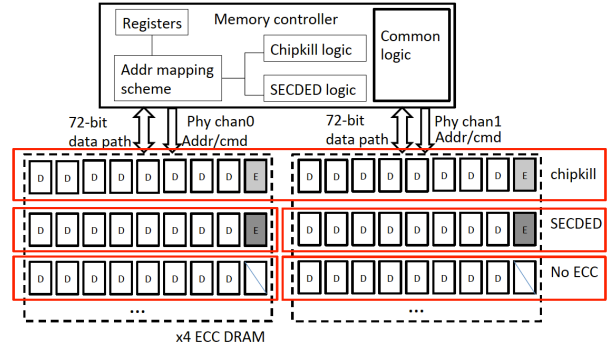 Memory controller
Registers
Addr mapping
scheme
Chipkill logic
SECDED logic
Common
logic
72-bit
data path
Phy chan0
Addr/cmd
72-bit
data path
Phy chan1
Addr/cmd
D D D D D D D D E
D D D D D D D D E
chipkill
D D D D D D D D E
D D D D D D D D E
SECDED
D D D D D D D D
D D D D D D D D
No ECC
...
...
x4 ECC DRAM